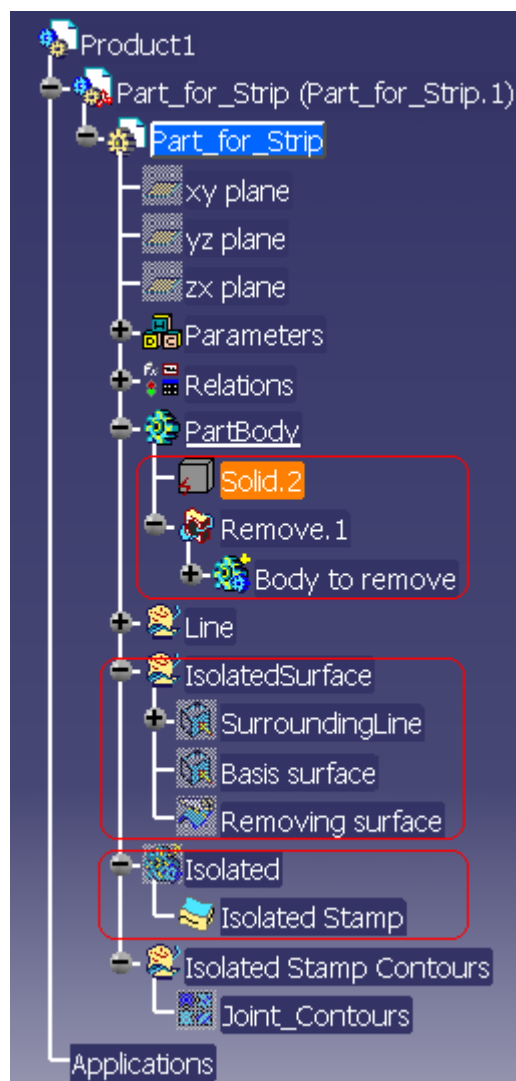 Product1
Part_for_Strip (Part_for_Strip.1)
Part_for_Strip
xy plane
yz plane
zx plane
Parameters
Relations
PartBody
Solid.2
Remove.1
Body to remove
Line
IsolatedSurface
SurroundingLine
Basis surface
Removing surface
Isolated
Isolated Stamp
Isolated Stamp Contours
Joint_Contours
Applications